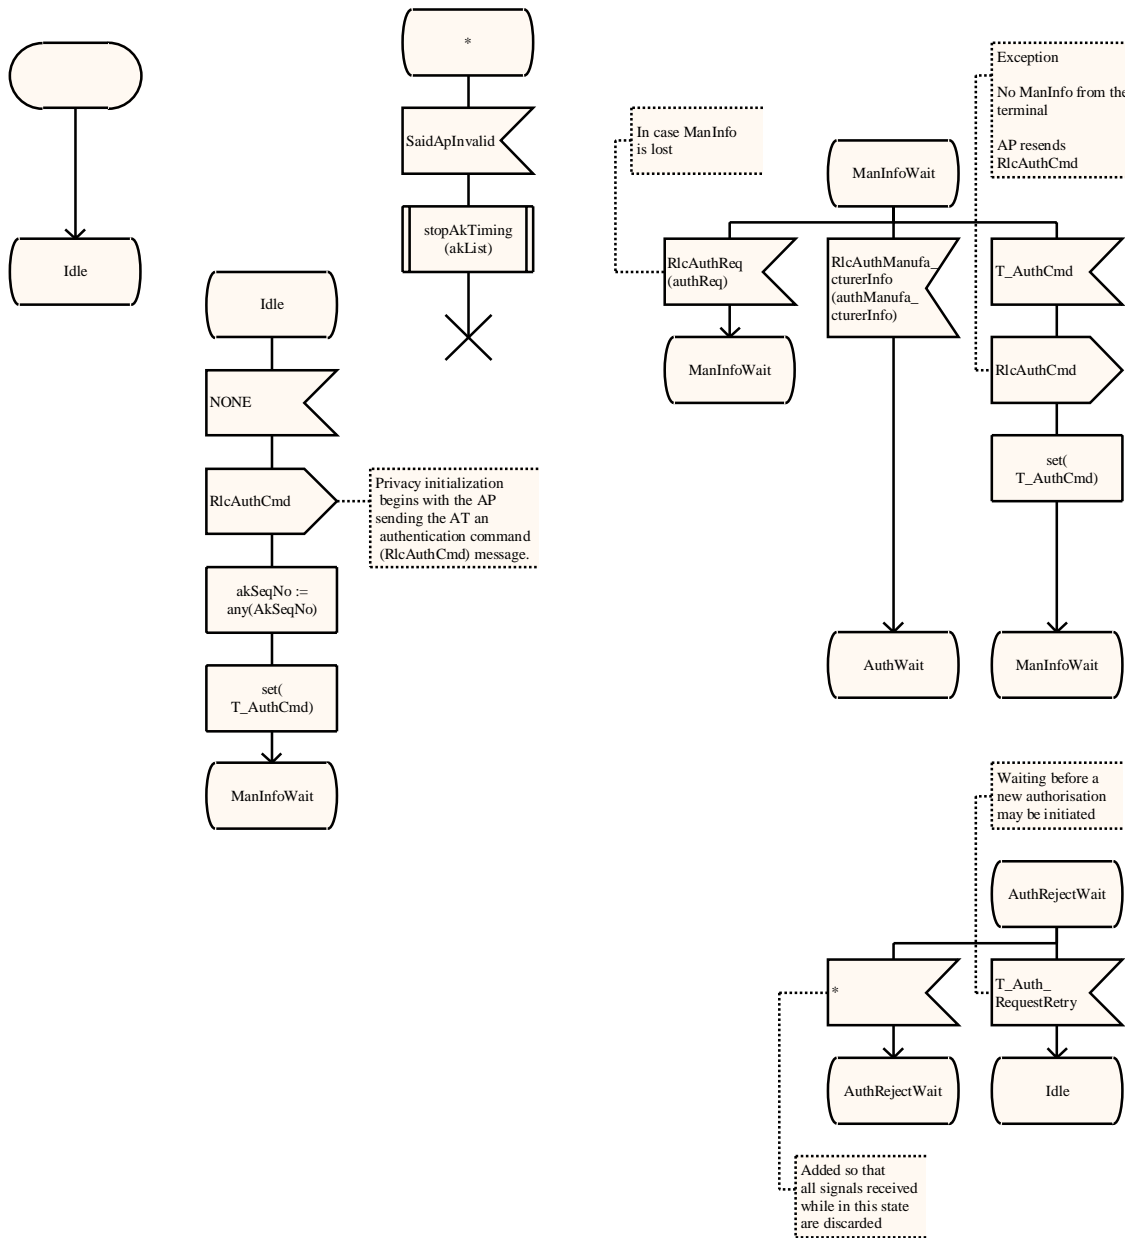 Idle
Idle
NONE
RlcAuthCmd
Privacy initialization
begins with the AP
sending the AT an
authentication command
(RlcAuthCmd) message.
akSeqNo :=
any(AkSeqNo)
set(
T_AuthCmd)
ManInfoWait
*
SaidApInvalid
stopAkTiming
(akList)
In case ManInfo
is lost
ManInfoWait
Exception
No ManInfo from the
terminal
AP resends
RlcAuthCmd
RlcAuthReq
(authReq)
ManInfoWait
RlcAuthManufa_
cturerInfo
(authManufa_
cturerInfo)
AuthWait
T_AuthCmd
RlcAuthCmd
set(
T_AuthCmd)
ManInfoWait
Waiting before a
new authorisation
may be initiated
AuthRejectWait
*
AuthRejectWait
T_Auth_
RequestRetry
Idle
Added so that
all signals received
while in this state
are discarded